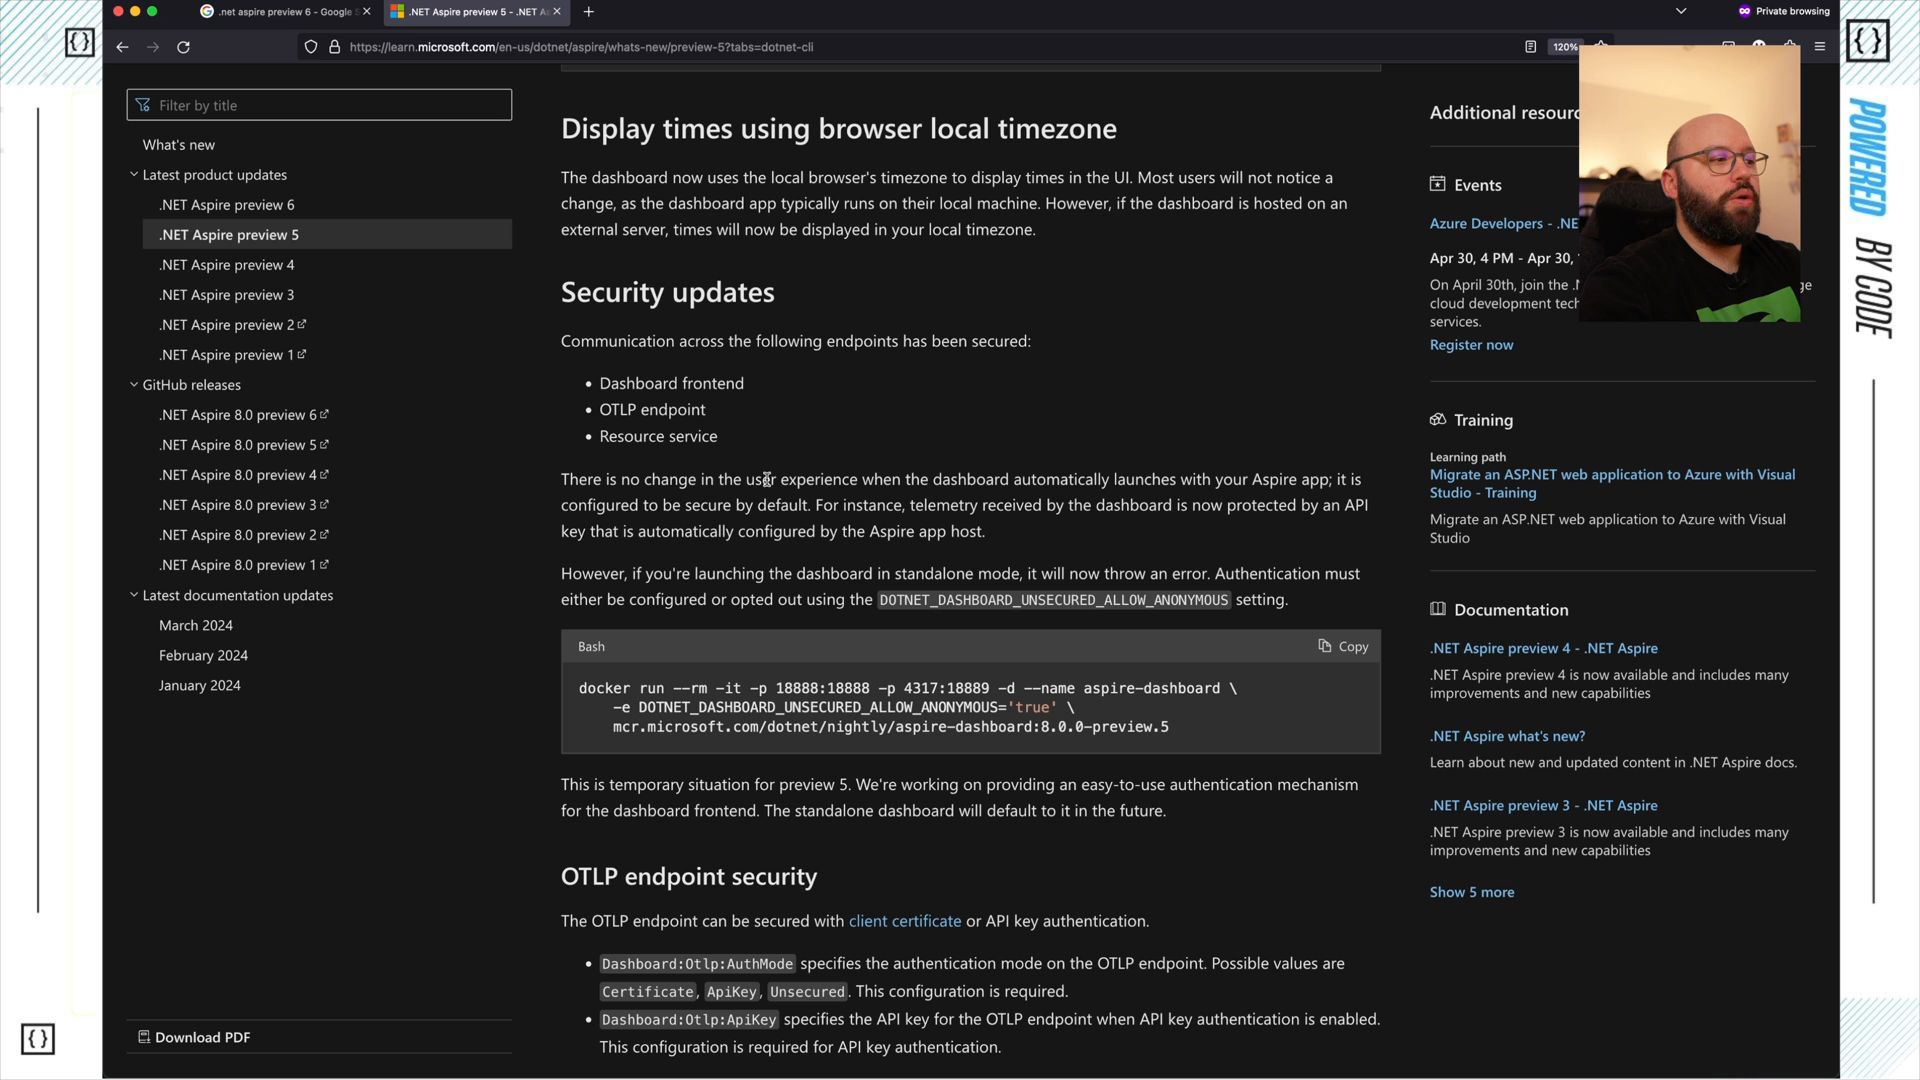 .net aspire preview 6 - Google S
.NET Aspire preview 5 - .NET As
Private browsing
https://learn.microsoft.com/en-us/dotnet/aspire/whats-new/preview-5?tabs=dotnet-cli
120%
{}
{}
POWERED BY CODE
{}
Filter by title
What's new
Latest product updates
.NET Aspire preview 6
.NET Aspire preview 5
.NET Aspire preview 4
.NET Aspire preview 3
.NET Aspire preview 2
.NET Aspire preview 1
GitHub releases
.NET Aspire 8.0 preview 6
.NET Aspire 8.0 preview 5
.NET Aspire 8.0 preview 4
.NET Aspire 8.0 preview 3
.NET Aspire 8.0 preview 2
.NET Aspire 8.0 preview 1
Latest documentation updates
March 2024
February 2024
January 2024
Download PDF
Display times using browser local timezone
The dashboard now uses the local browser's timezone to display times in the UI. Most users will not notice a
change, as the dashboard app typically runs on their local machine. However, if the dashboard is hosted on an
external server, times will now be displayed in your local timezone.
Security updates
Communication across the following endpoints has been secured:
• Dashboard frontend
• OTLP endpoint
• Resource service
There is no change in the user experience when the dashboard automatically launches with your Aspire app; it is
configured to be secure by default. For instance, telemetry received by the dashboard is now protected by an API
key that is automatically configured by the Aspire app host.
However, if you're launching the dashboard in standalone mode, it will now throw an error. Authentication must
either be configured or opted out using the DOTNET_DASHBOARD_UNSECURED_ALLOW_ANONYMOUS setting.
Bash
Copy
docker run --rm -it -p 18888:18888 -p 4317:18889 -d --name aspire-dashboard \
-e DOTNET_DASHBOARD_UNSECURED_ALLOW_ANONYMOUS='true' \
mcr.microsoft.com/dotnet/nightly/aspire-dashboard:8.0.0-preview.5
This is temporary situation for preview 5. We're working on providing an easy-to-use authentication mechanism
for the dashboard frontend. The standalone dashboard will default to it in the future.
OTLP endpoint security
The OTLP endpoint can be secured with client certificate or API key authentication.
• Dashboard:Otlp:AuthMode specifies the authentication mode on the OTLP endpoint. Possible values are
Certificate, ApiKey, Unsecured. This configuration is required.
• Dashboard:Otlp:ApiKey specifies the API key for the OTLP endpoint when API key authentication is enabled.
This configuration is required for API key authentication.
Additional resourc
Events
Azure Developers - .NE
Apr 30, 4 PM - Apr 30,
On April 30th, join the .N ge
cloud development tech
services.
Register now
Training
Learning path
Migrate an ASP.NET web application to Azure with Visual
Studio - Training
Migrate an ASP.NET web application to Azure with Visual
Studio
Documentation
.NET Aspire preview 4 - .NET Aspire
.NET Aspire preview 4 is now available and includes many
improvements and new capabilities
.NET Aspire what's new?
Learn about new and updated content in .NET Aspire docs.
.NET Aspire preview 3 - .NET Aspire
.NET Aspire preview 3 is now available and includes many
improvements and new capabilities
Show 5 more